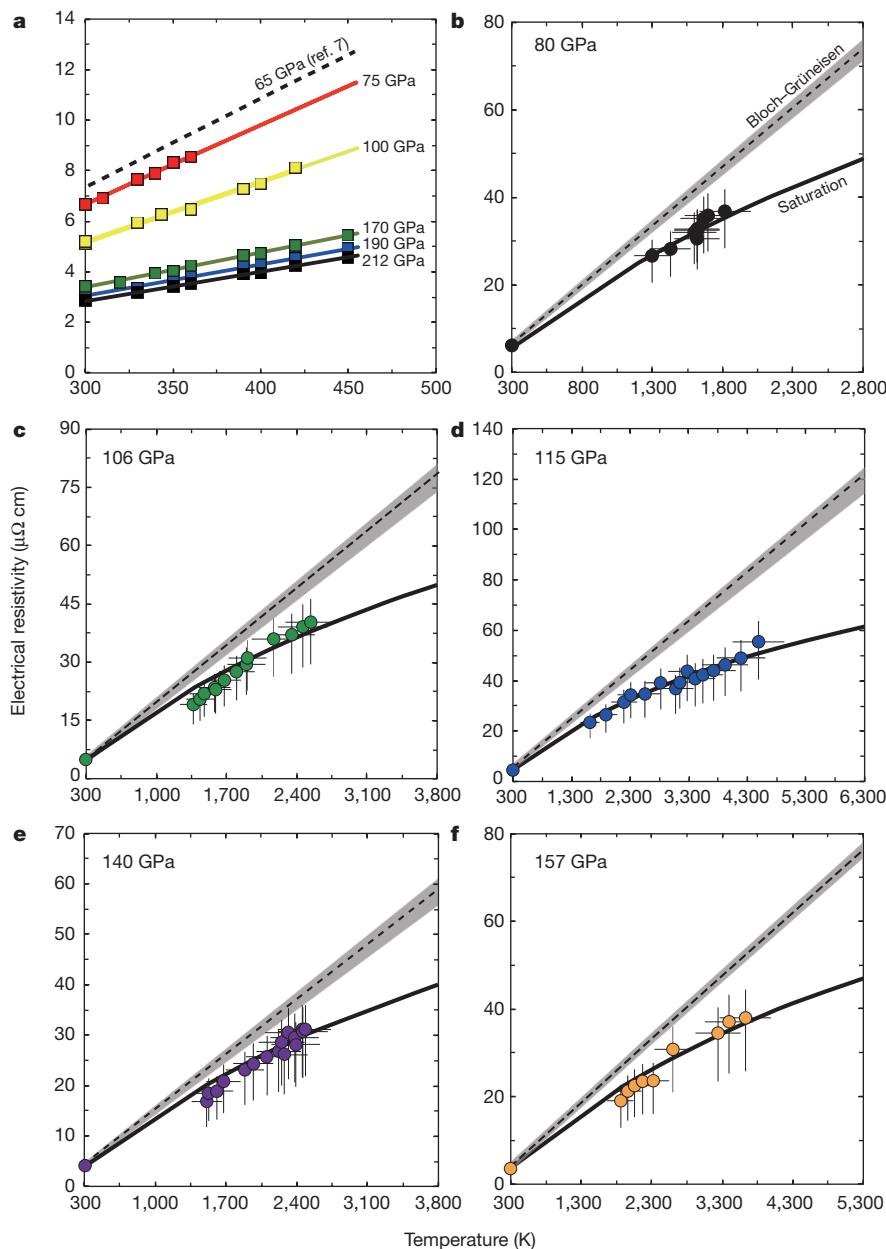 a
14
12
10
8
6
4
2
0
65 GPa (ref. 7)
75 GPa
100 GPa
170 GPa
190 GPa
212 GPa
300 350 400 450 500
b
80 GPa
80
60
40
20
0
Bloch–Grüneisen
Saturation
300 800 1,300 1,800 2,300 2,800
c
106 GPa
90
75
60
45
30
15
0
300 1,000 1,700 2,400 3,100 3,800
d
115 GPa
140
120
100
80
60
40
20
0
300 1,300 2,300 3,300 4,300 5,300 6,300
Electrical resistivity (μΩ cm)
e
140 GPa
70
60
50
40
30
20
10
0
300 1,000 1,700 2,400 3,100 3,800
f
157 GPa
80
60
40
20
0
300 1,300 2,300 3,300 4,300 5,300
Temperature (K)